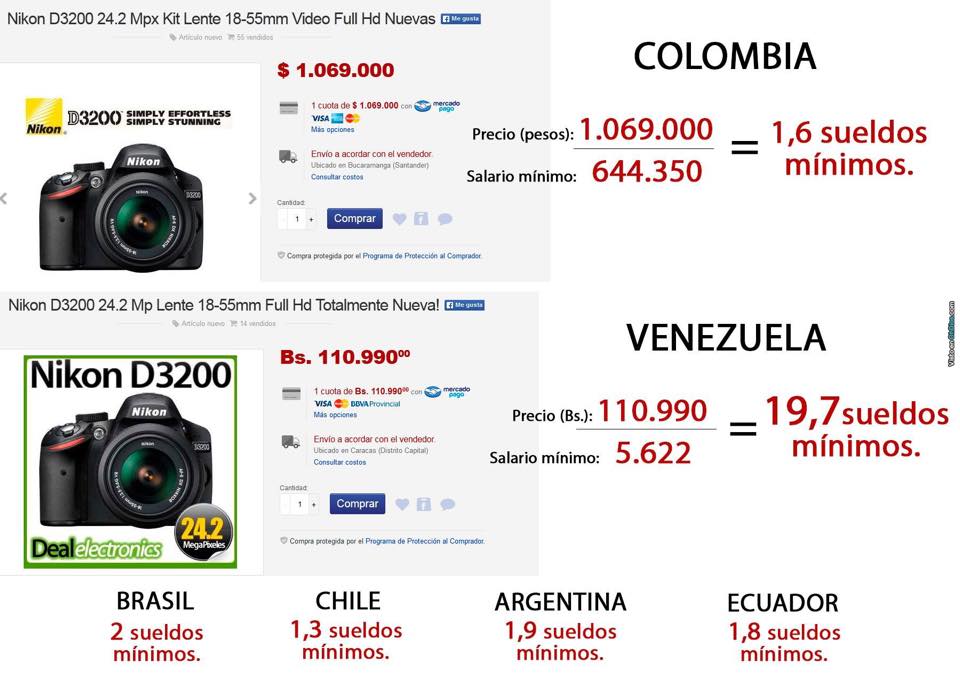 Nikon D3200 24.2 Mpx Kit Lente 18-55mm Video Full Hd Nuevas Me gusta
Artículo nuevo 55 vendidos
Nikon D3200 SIMPLY EFFORTLESS
SIMPLY STUNNING
Nikon
D3200
$ 1.069.000
1 cuota de $ 1.069.000 con mercado pago
VISA
Más opciones
Envío a acordar con el vendedor.
Ubicado en Bucaramanga (Santander)
Consultar costos
Cantidad:
- 1 + Comprar
Compra protegida por el Programa de Protección al Comprador.
COLOMBIA
Precio (pesos): 1.069.000
Salario mínimo: 644.350
= 1,6 sueldos
mínimos.
Nikon D3200 24.2 Mp Lente 18-55mm Full Hd Totalmente Nueva! Me gusta
Artículo nuevo 14 vendidos
Nikon D3200
Nikon
D3200
24.2
MegaPixeles
Dealelectronics
Bs. 110.990⁰⁰
1 cuota de Bs. 110.990⁰⁰ con mercado pago
VISA BBVA Provincial
Más opciones
Envío a acordar con el vendedor.
Ubicado en Caracas (Distrito Capital)
Consultar costos
Cantidad:
- 1 + Comprar
Compra protegida por el Programa de Protección al Comprador.
VENEZUELA
Precio (Bs.): 110.990
Salario mínimo: 5.622
= 19,7 sueldos
mínimos.
BRASIL
2 sueldos
mínimos.
CHILE
1,3 sueldos
mínimos.
ARGENTINA
1,9 sueldos
mínimos.
ECUADOR
1,8 sueldos
mínimos.